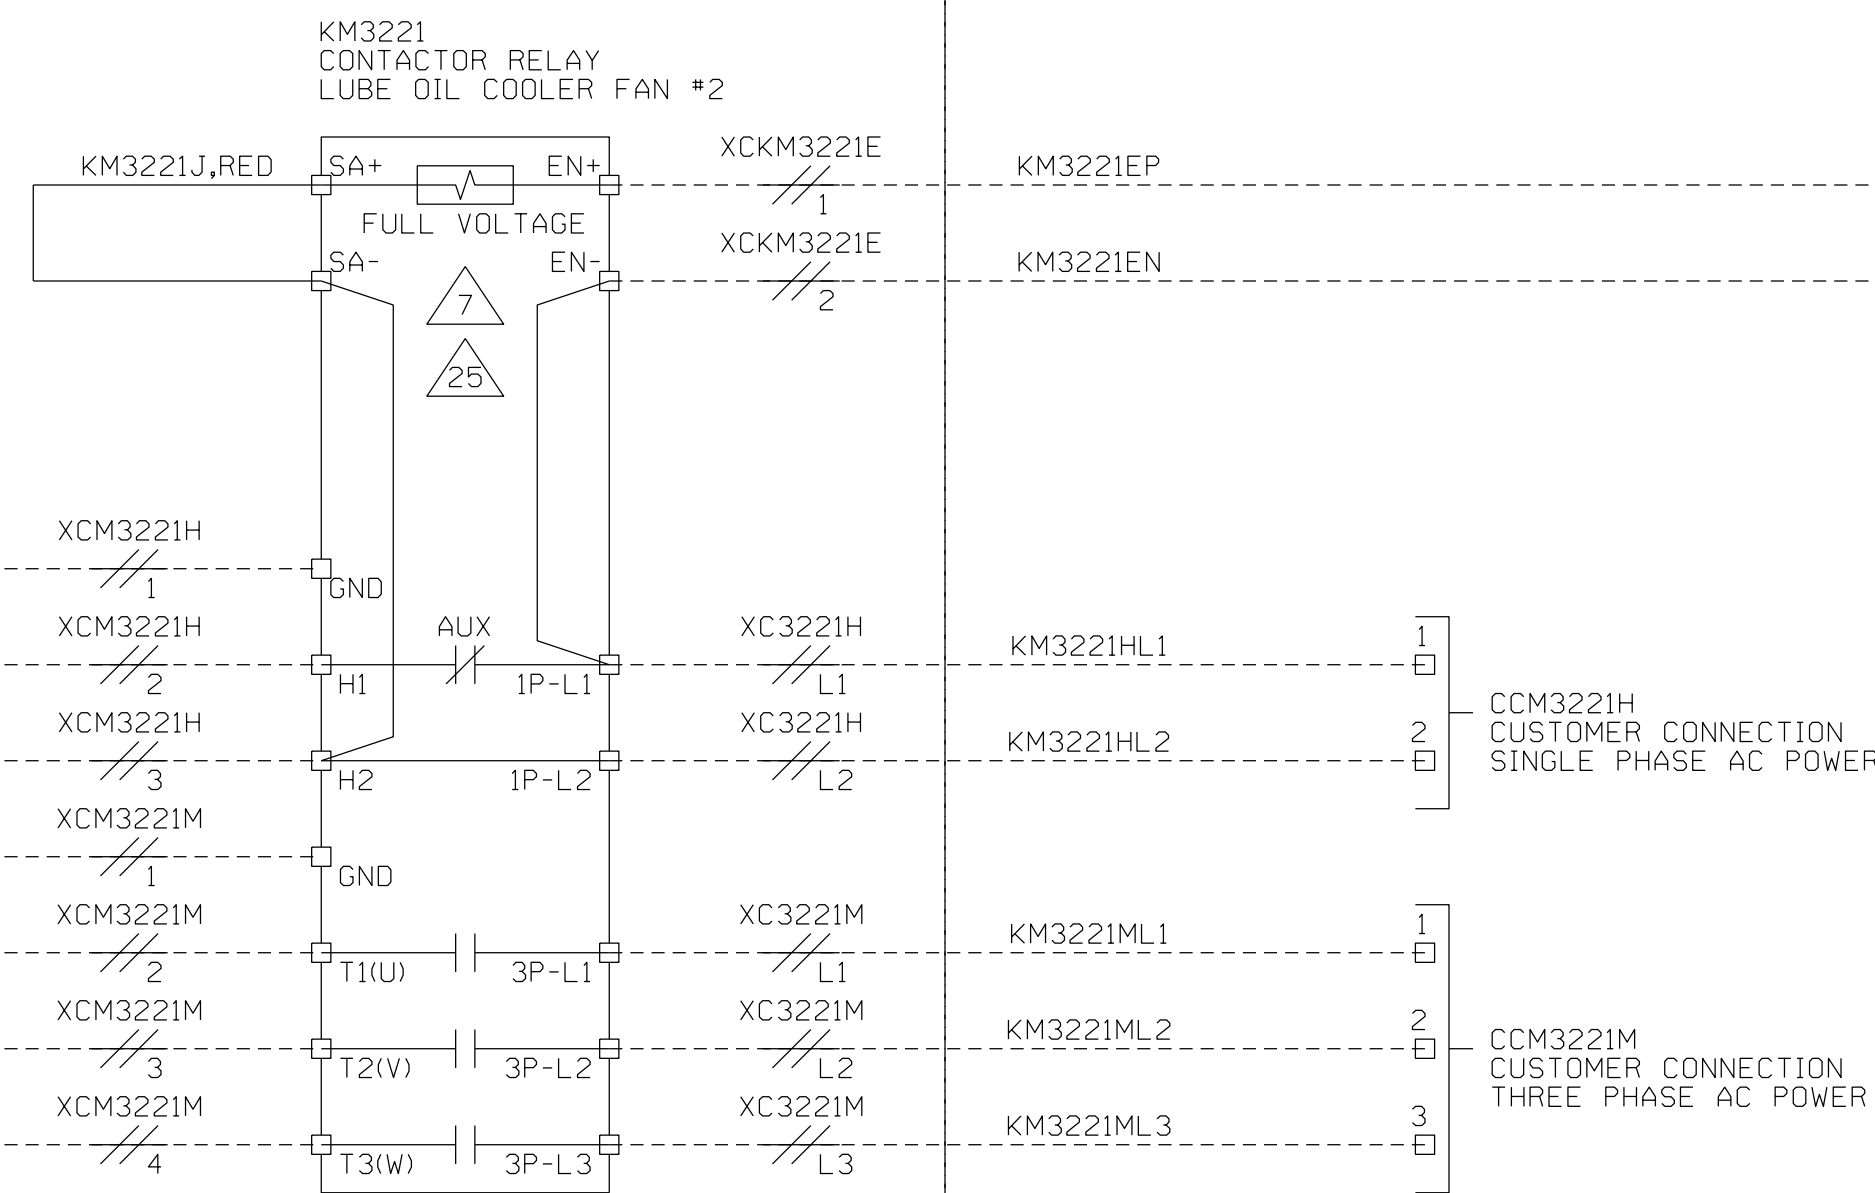 KM3221
CONTACTOR RELAY
LUBE OIL COOLER FAN #2
KM3221J,RED
SA+
EN+
XCKM3221E
1
KM3221EP
FULL VOLTAGE
SA-
EN-
XCKM3221E
2
KM3221EN
7
25
XCM3221H
1
GND
XCM3221H
2
H1
AUX
1P-L1
XC3221H
L1
KM3221HL1
1
XCM3221H
3
H2
1P-L2
XC3221H
L2
KM3221HL2
2
CCM3221H
CUSTOMER CONNECTION
SINGLE PHASE AC POWER
XCM3221M
1
GND
XCM3221M
2
T1(U)
3P-L1
XC3221M
L1
KM3221ML1
1
XCM3221M
3
T2(V)
3P-L2
XC3221M
L2
KM3221ML2
2
CCM3221M
CUSTOMER CONNECTION
THREE PHASE AC POWER
XCM3221M
4
T3(W)
3P-L3
XC3221M
L3
KM3221ML3
3